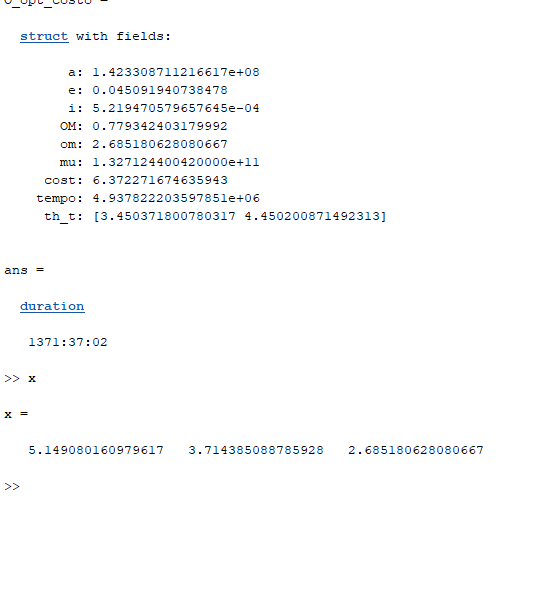 O_opt_costo =
struct with fields:
a: 1.423308711216617e+08
e: 0.045091940738478
i: 5.219470579657645e-04
OM: 0.779342403179992
om: 2.685180628080667
mu: 1.327124400420000e+11
cost: 6.372271674635943
tempo: 4.937822203597851e+06
th_t: [3.450371800780317 4.450200871492313]
ans =
duration
1371:37:02
>> x
x =
5.149080160979617 3.714385088785928 2.685180628080667
>>